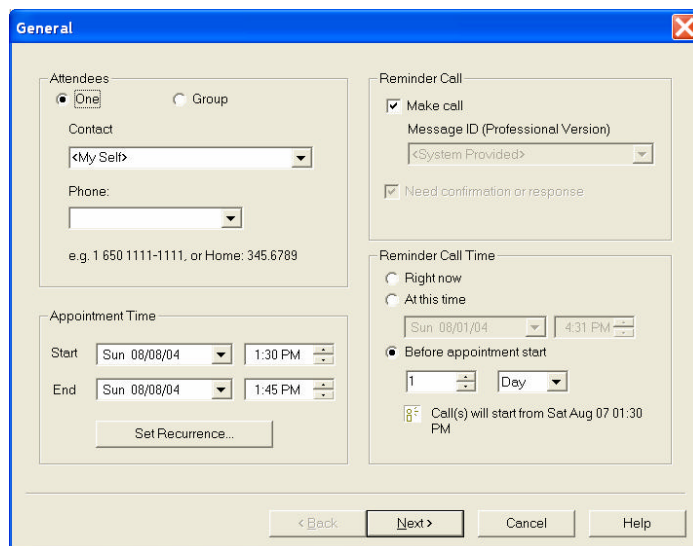 General
Attendees
One
Group
Contact
<My Self>
Phone:
e.g. 1 650 1111-1111, or Home: 345.6789
Appointment Time
Start Sun 08/08/04 1:30 PM
End Sun 08/08/04 1:45 PM
Set Recurrence...
Reminder Call
Make call
Message ID (Professional Version)
<System Provided>
Need confirmation or response
Reminder Call Time
Right now
At this time
Sun 08/01/04 4:31 PM
Before appointment start
1 Day
Call(s) will start from Sat Aug 07 01:30
PM
< Back Next > Cancel Help